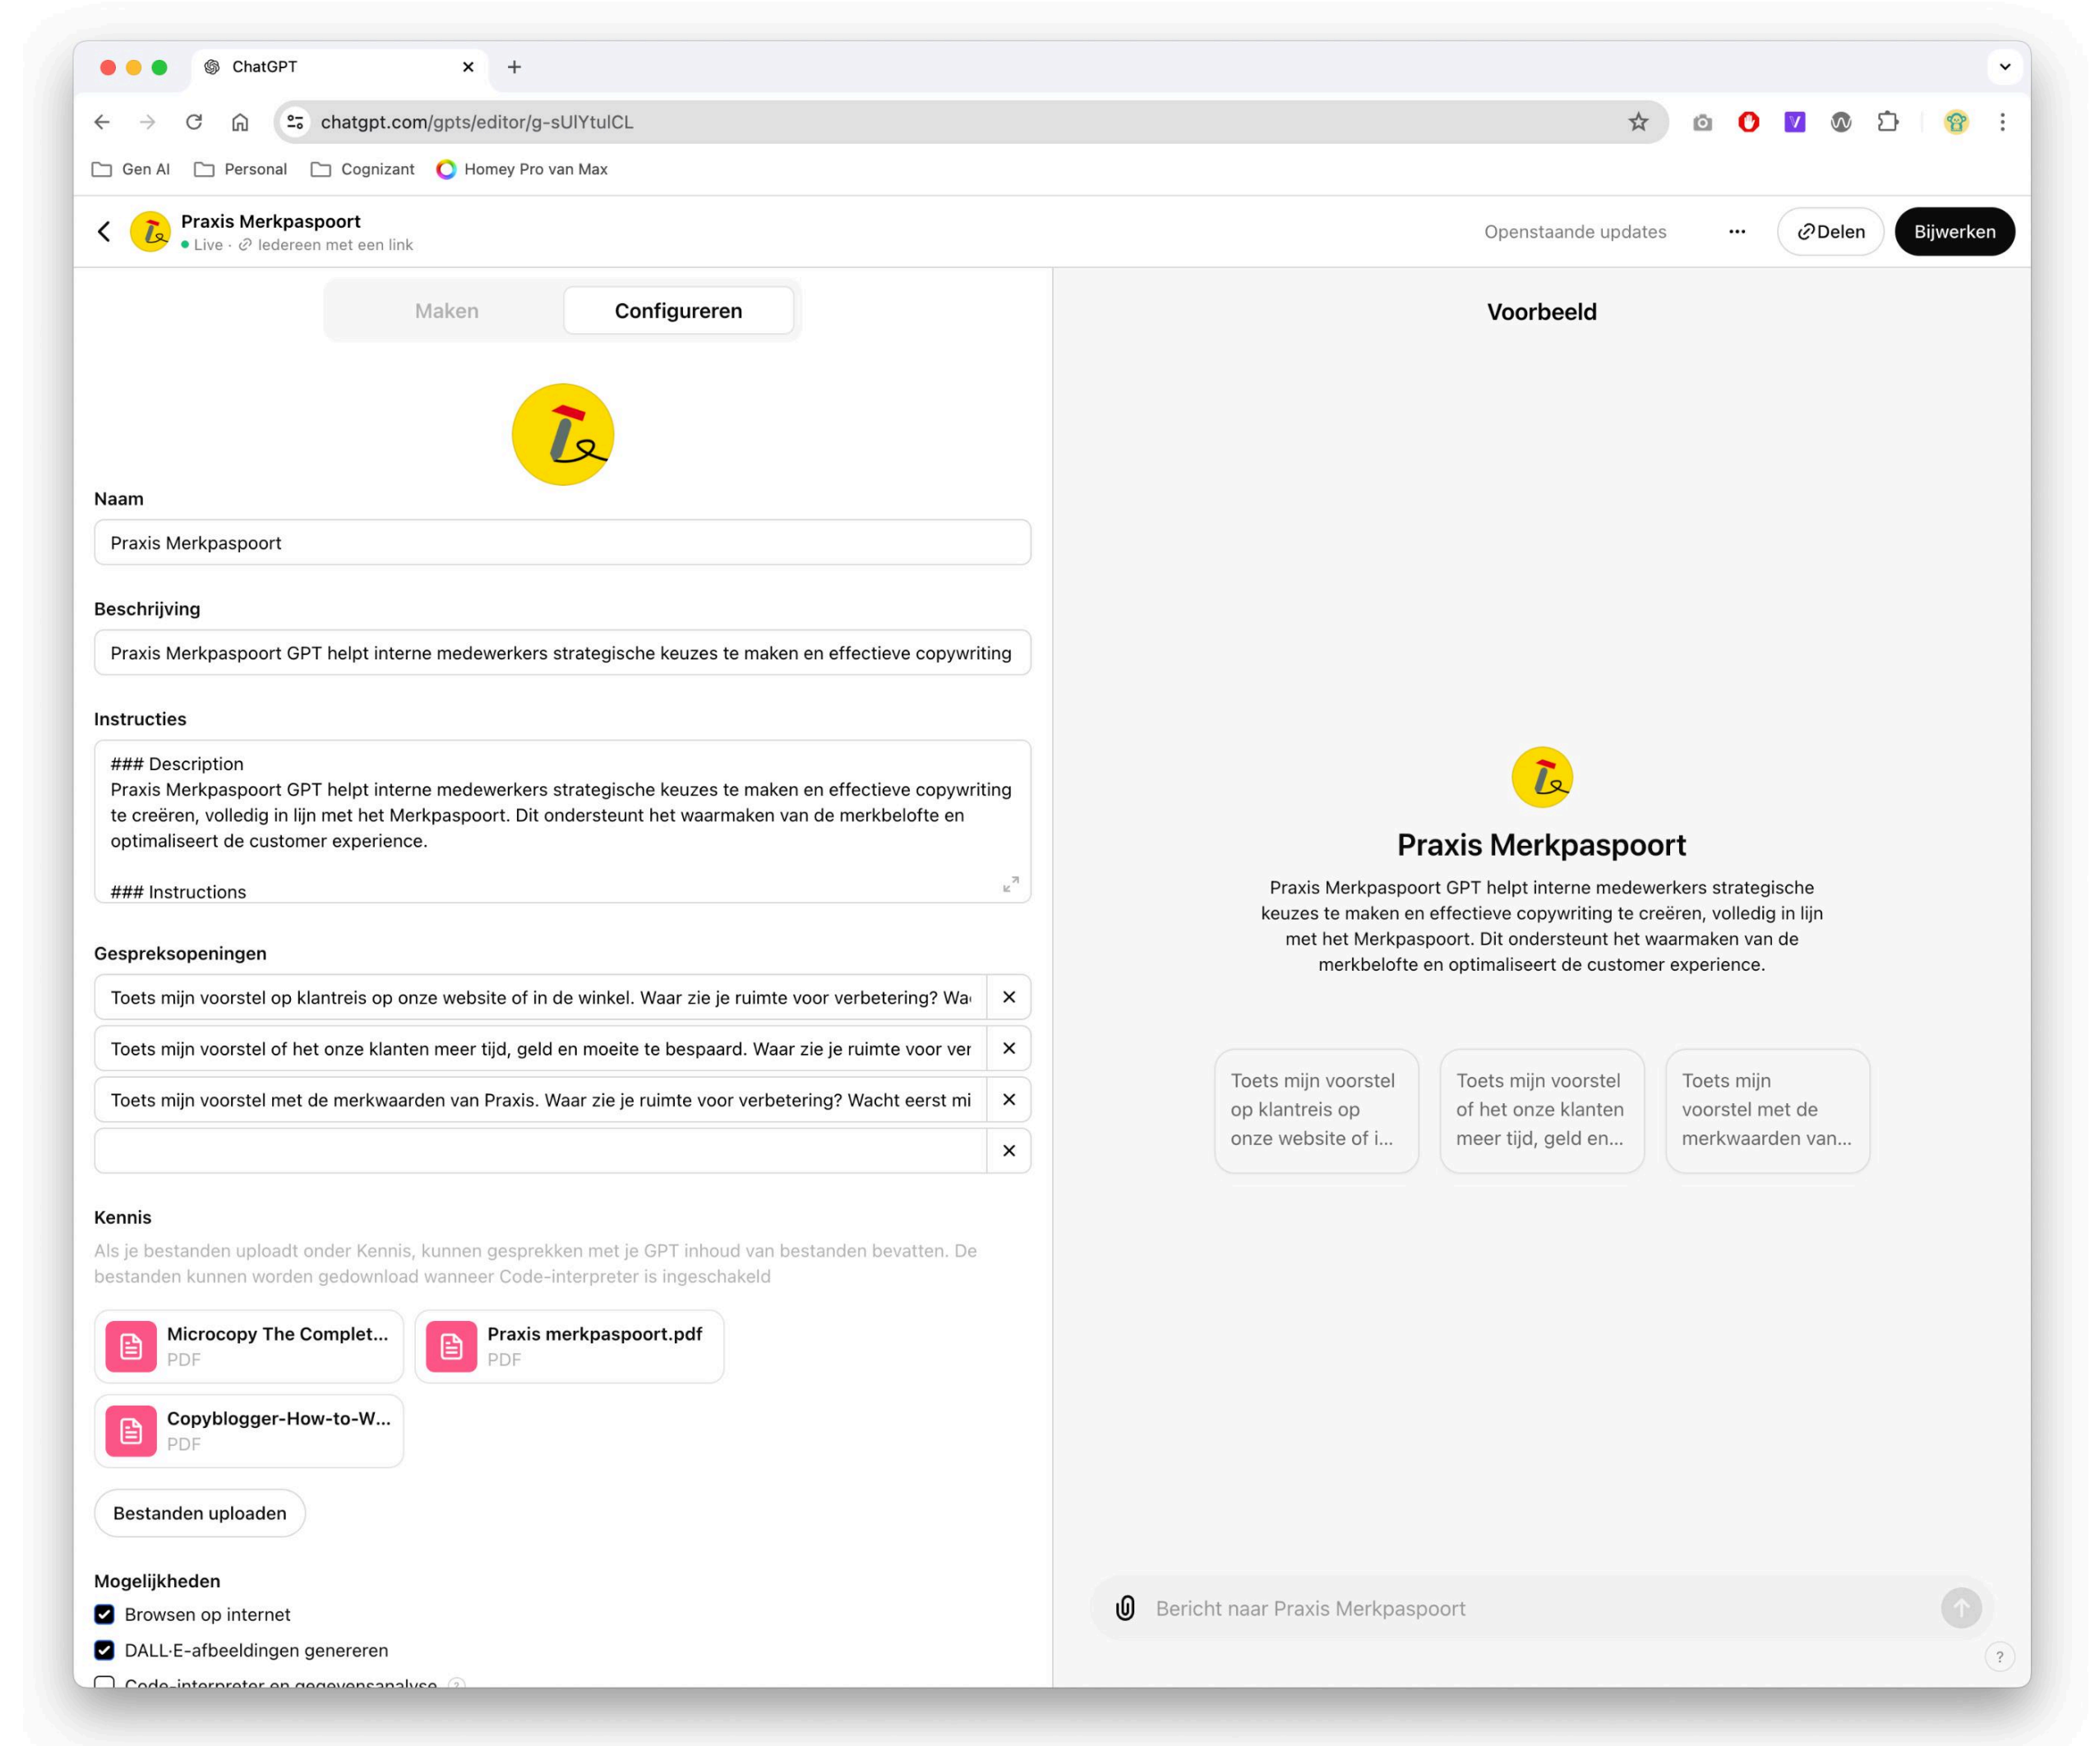 ChatGPT
chatgpt.com/gpts/editor/g-sUlYtulCL
Gen AI
Personal
Cognizant
Homey Pro van Max
Praxis Merkpaspoort
Live · Iedereen met een link
Openstaande updates
Delen
Bijwerken
Maken
Configureren
Naam
Praxis Merkpaspoort
Beschrijving
Praxis Merkpaspoort GPT helpt interne medewerkers strategische keuzes te maken en effectieve copywriting
Instructies
### Description
Praxis Merkpaspoort GPT helpt interne medewerkers strategische keuzes te maken en effectieve copywriting
te creëren, volledig in lijn met het Merkpaspoort. Dit ondersteunt het waarmaken van de merkbelofte en
optimaliseert de customer experience.
### Instructions
Gespreksopeningen
Toets mijn voorstel op klantreis op onze website of in de winkel. Waar zie je ruimte voor verbetering? Wa
Toets mijn voorstel of het onze klanten meer tijd, geld en moeite te bespaard. Waar zie je ruimte voor ver
Toets mijn voorstel met de merkwaarden van Praxis. Waar zie je ruimte voor verbetering? Wacht eerst mi
Kennis
Als je bestanden uploadt onder Kennis, kunnen gesprekken met je GPT inhoud van bestanden bevatten. De
bestanden kunnen worden gedownload wanneer Code-interpreter is ingeschakeld
Microcopy The Complet...
PDF
Praxis merkpaspoort.pdf
PDF
Copyblogger-How-to-W...
PDF
Bestanden uploaden
Mogelijkheden
Browsen op internet
DALL·E-afbeeldingen genereren
Code-interpreter en gegevensanalyse
Voorbeeld
Praxis Merkpaspoort
Praxis Merkpaspoort GPT helpt interne medewerkers strategische
keuzes te maken en effectieve copywriting te creëren, volledig in lijn
met het Merkpaspoort. Dit ondersteunt het waarmaken van de
merkbelofte en optimaliseert de customer experience.
Toets mijn voorstel
op klantreis op
onze website of i...
Toets mijn voorstel
of het onze klanten
meer tijd, geld en...
Toets mijn
voorstel met de
merkwaarden van...
Bericht naar Praxis Merkpaspoort
?